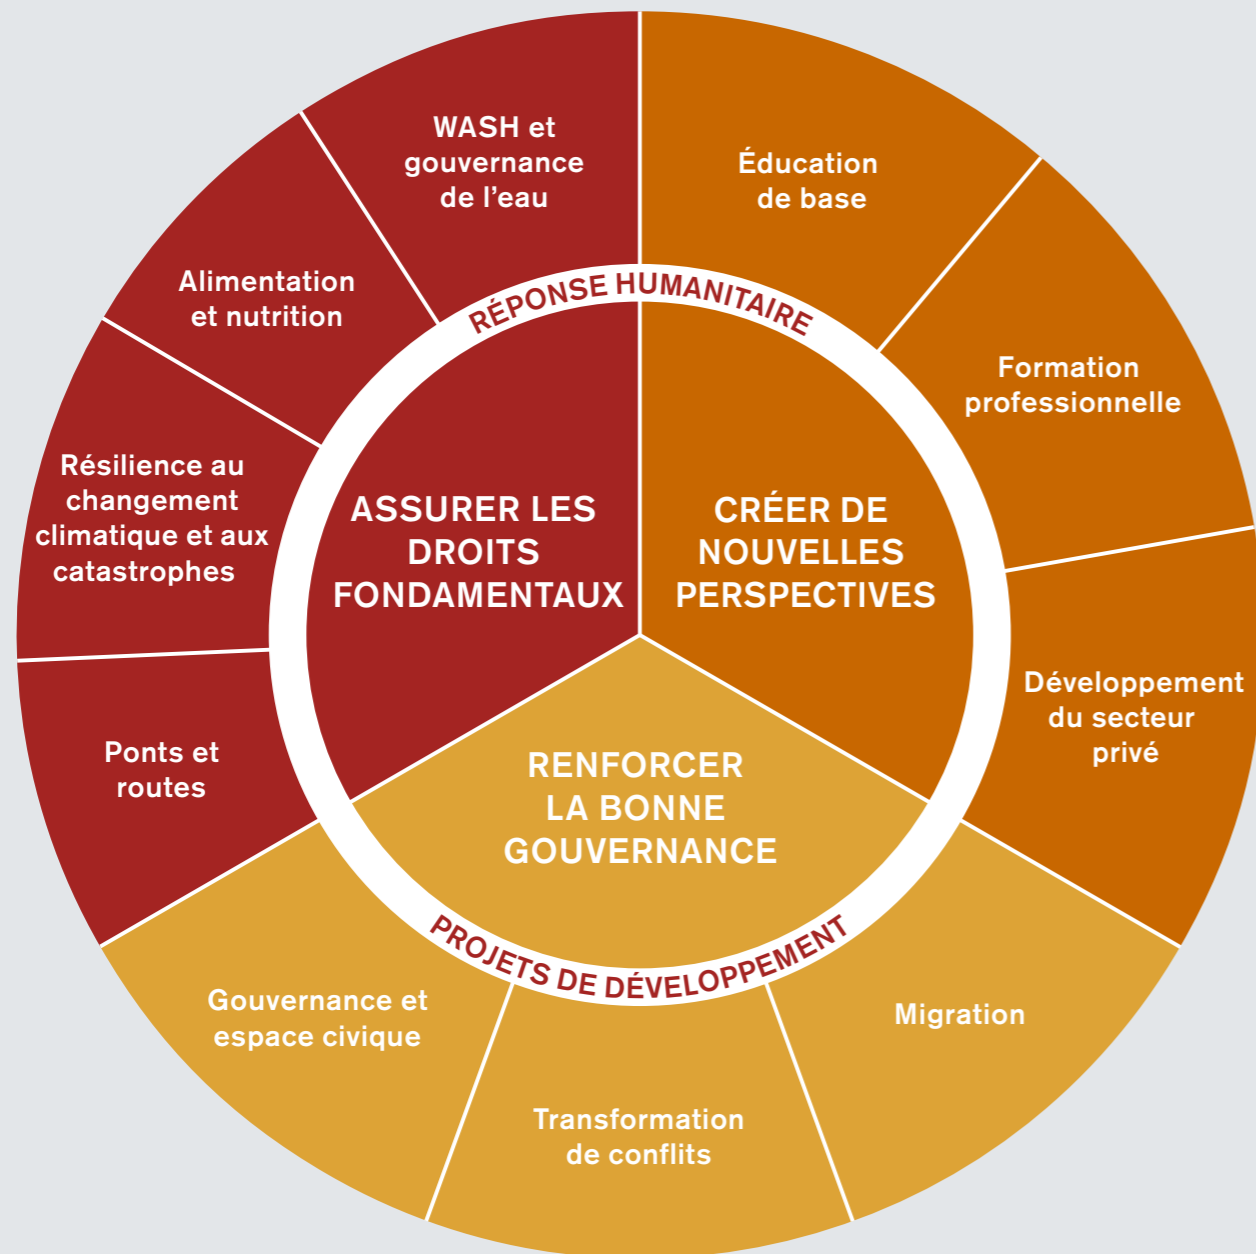 WASH et
gouvernance
de l’eau
Éducation
de base
Alimentation
et nutrition
RÉPONSE HUMANITAIRE
Formation
professionnelle
Résilience au
changement
climatique et aux
catastrophes
ASSURER LES
DROITS
FONDAMENTAUX
CRÉER DE
NOUVELLES
PERSPECTIVES
Développement
du secteur
privé
Ponts et
routes
RENFORCER
LA BONNE
GOUVERNANCE
PROJETS DE DÉVELOPPEMENT
Gouvernance et
espace civique
Migration
Transformation
de conflits